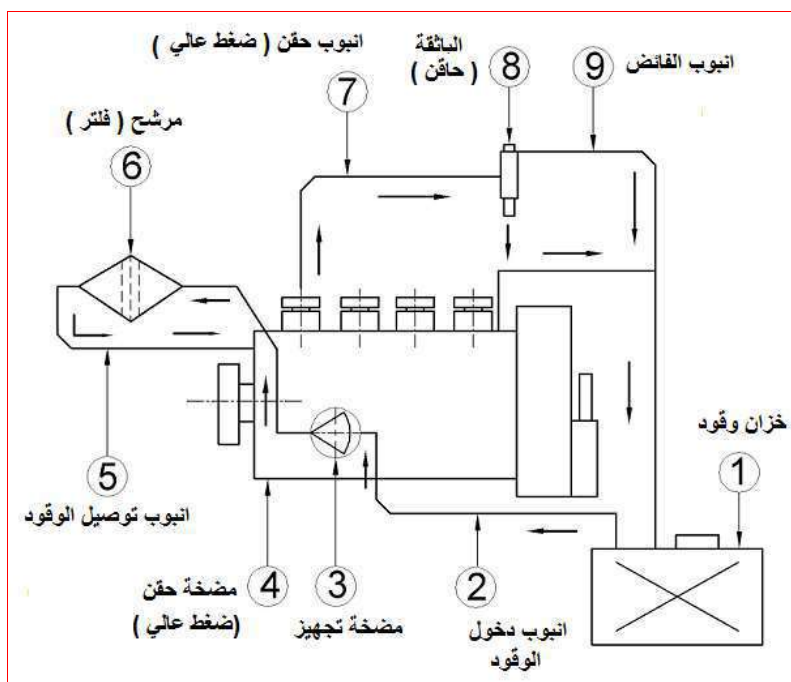 انبوب حقن ( ضغط عالي )
7
الباثقة
( حاقن )
8
انبوب الفائض
9
مرشح ( فلتر )
6
خزان وقود
1
5
انبوب توصيل الوقود
4
مضخة حقن
(ضغط عالي )
3
مضخة تجهيز
2
انبوب دخول
الوقود